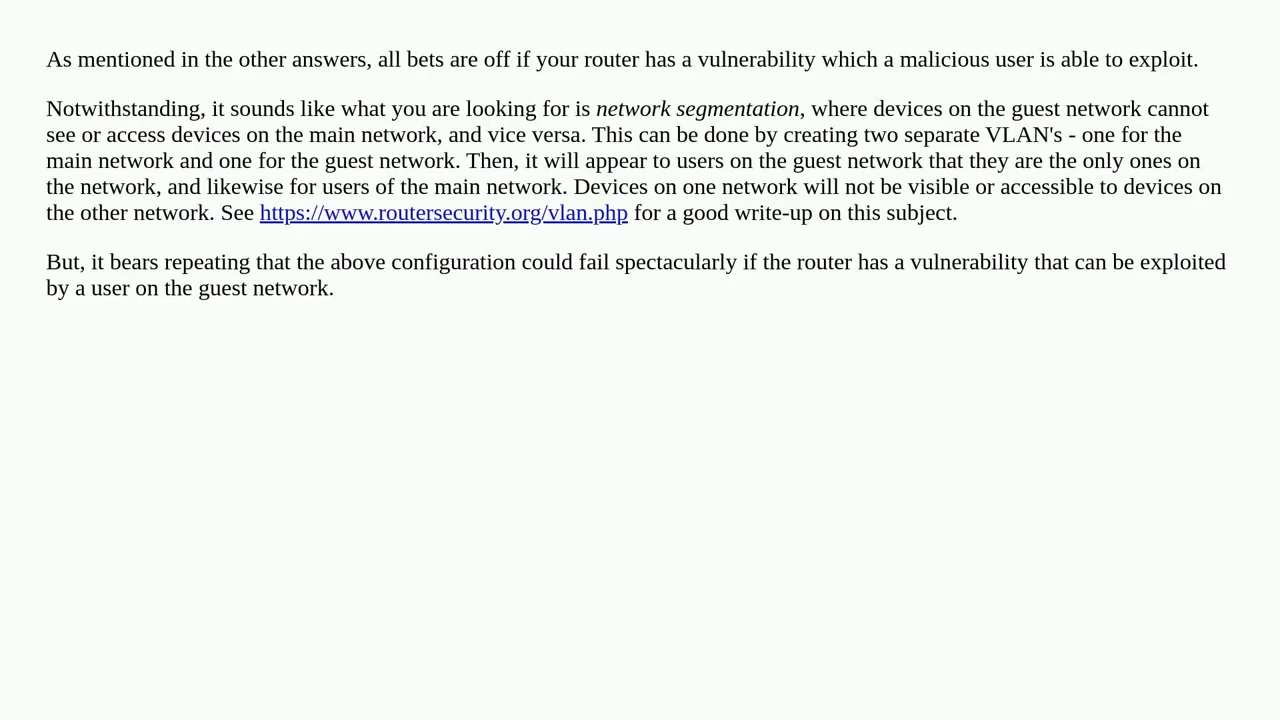 As mentioned in the other answers, all bets are off if your router has a vulnerability which a malicious user is able to exploit.
Notwithstanding, it sounds like what you are looking for is network segmentation, where devices on the guest network cannot
see or access devices on the main network, and vice versa. This can be done by creating two separate VLAN's - one for the
main network and one for the guest network. Then, it will appear to users on the guest network that they are the only ones on
the network, and likewise for users of the main network. Devices on one network will not be visible or accessible to devices on
the other network. See https://www.routersecurity.org/vlan.php for a good write-up on this subject.
But, it bears repeating that the above configuration could fail spectacularly if the router has a vulnerability that can be exploited
by a user on the guest network.